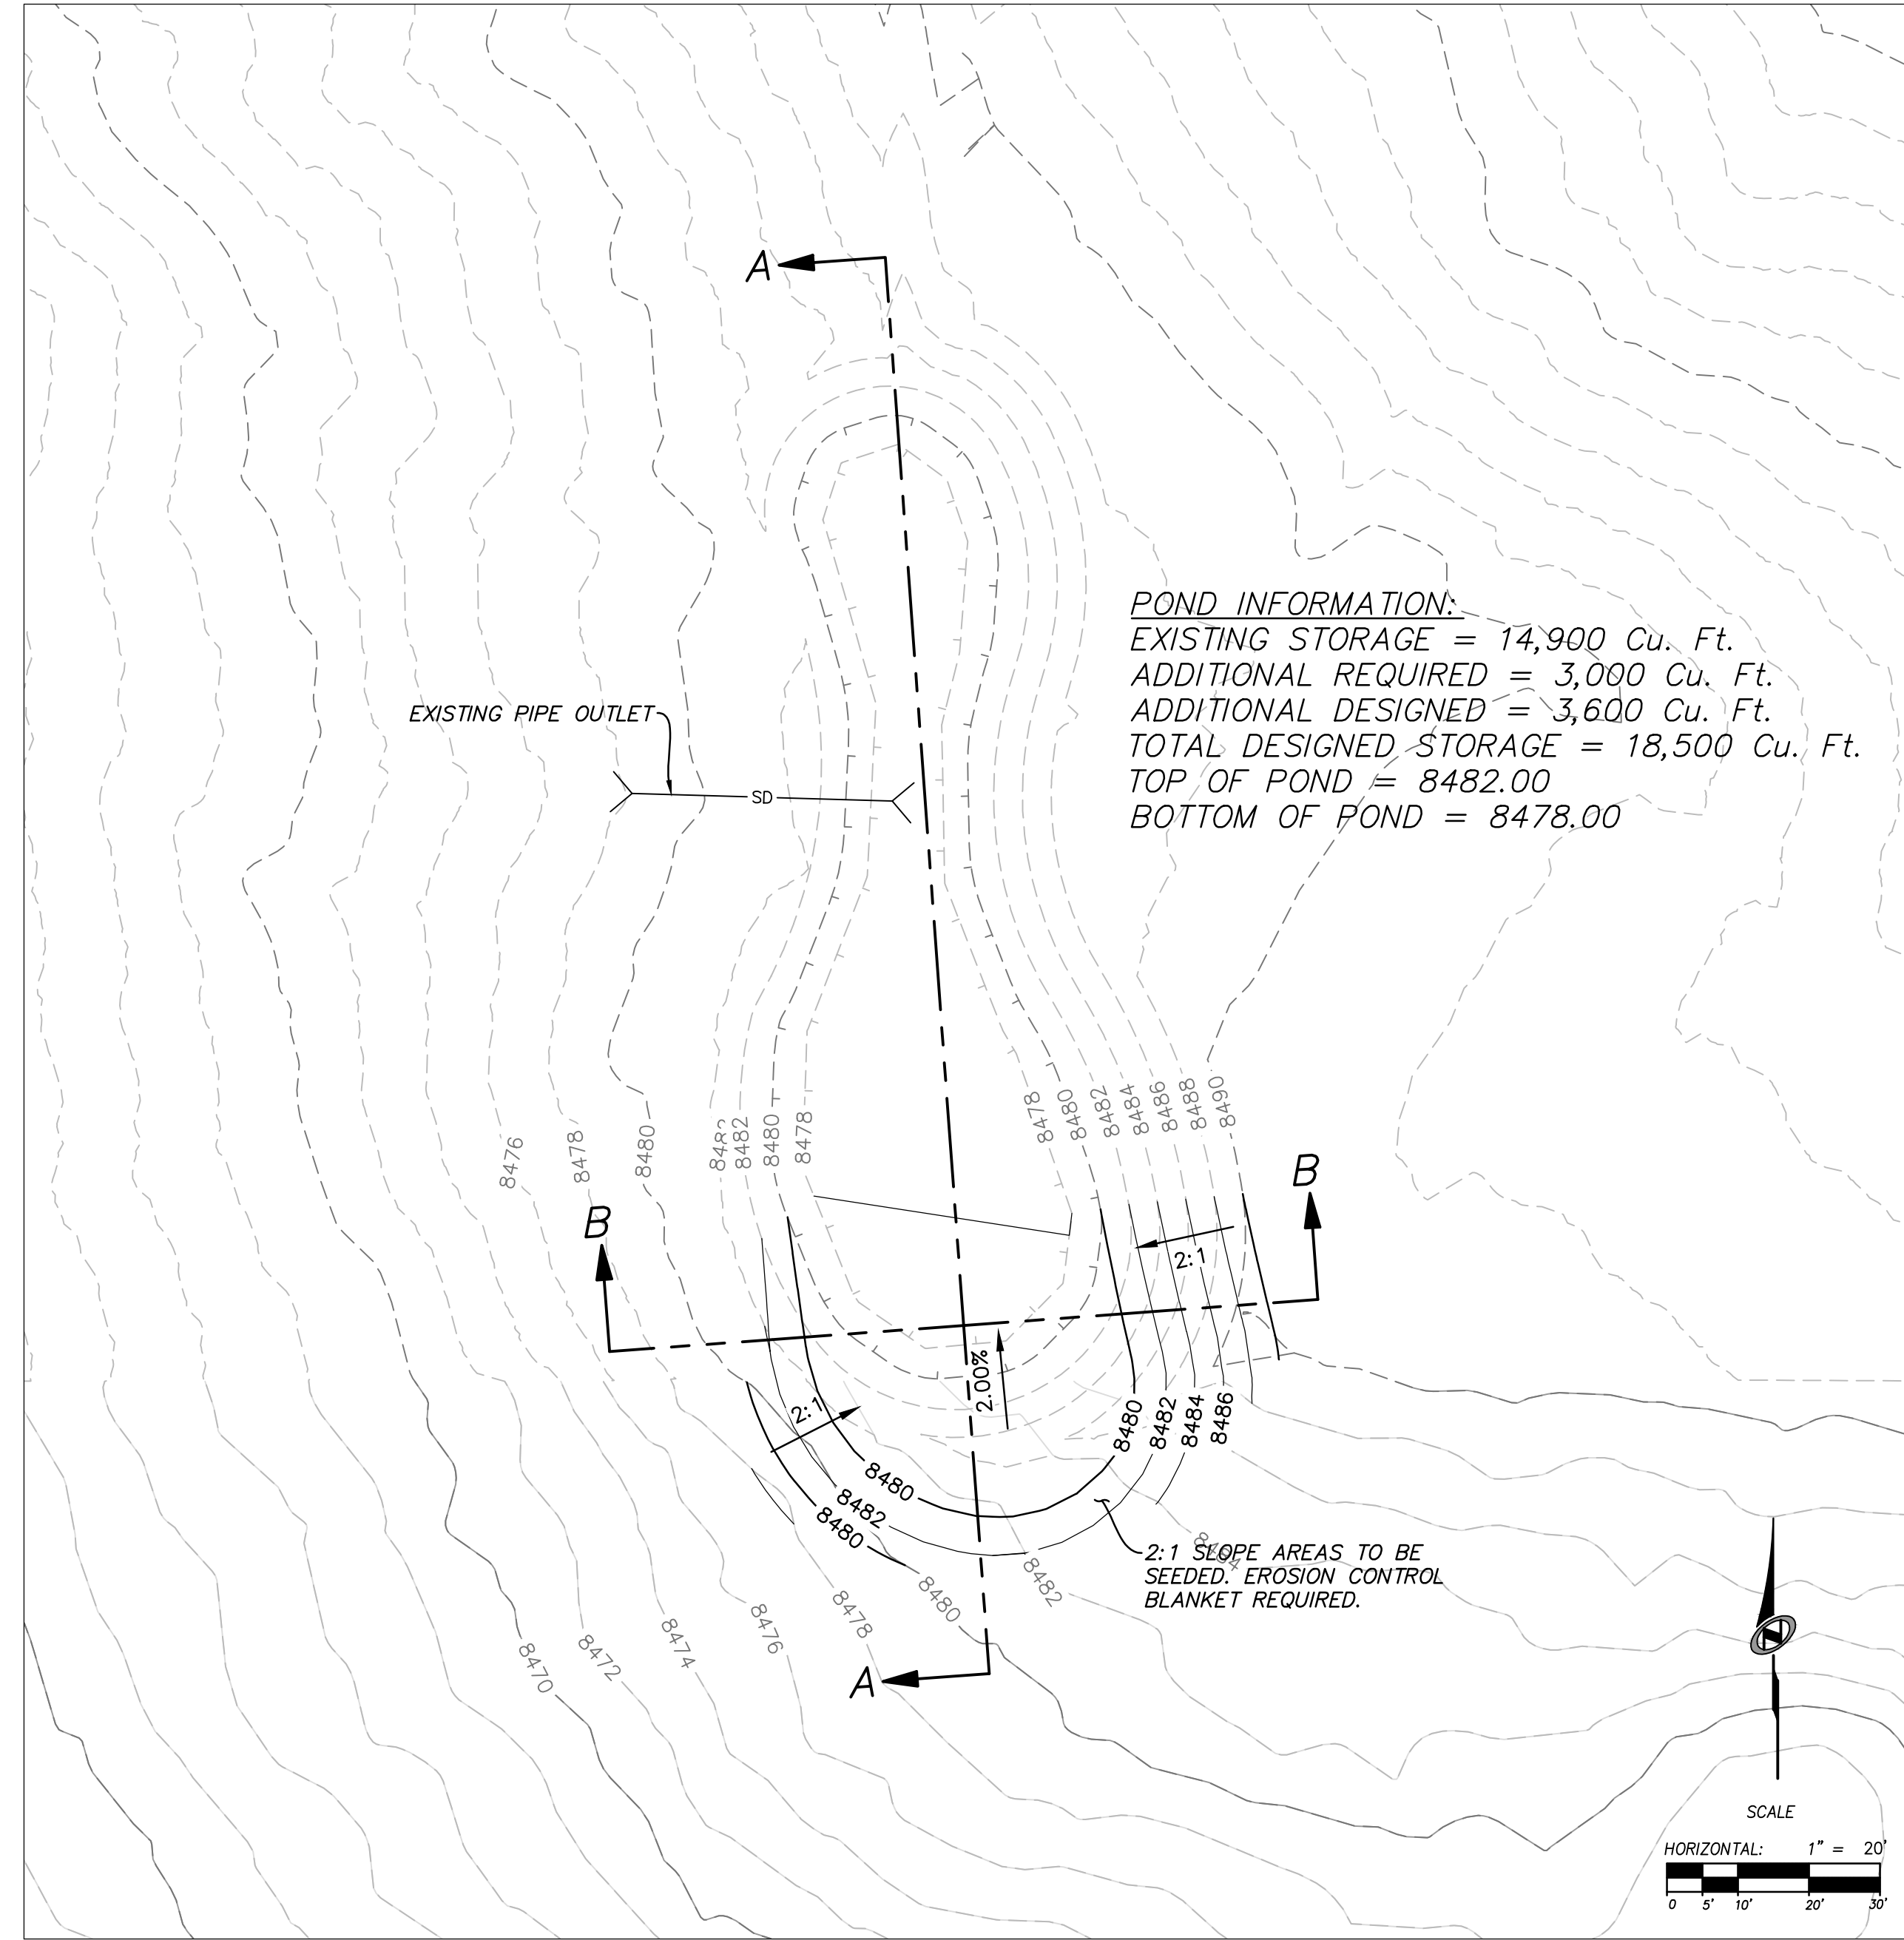 A
POND INFORMATION:
EXISTING STORAGE = 14,900 Cu. Ft.
ADDITIONAL REQUIRED = 3,000 Cu. Ft.
ADDITIONAL DESIGNED = 3,600 Cu. Ft.
TOTAL DESIGNED STORAGE = 18,500 Cu. Ft.
TOP OF POND = 8482.00
BOTTOM OF POND = 8478.00
EXISTING PIPE OUTLET
SD
8476
8478
8480
8482
8482
8480
8478
8478
8480
8482
8484
8486
8488
8490
B
B
2:1
2:1
2.00%
8480
8482
8484
8486
8480
8482
8480
2:1 SLOPE AREAS TO BE
SEEDED. EROSION CONTROL
BLANKET REQUIRED.
8484
8482
8480
8478
8476
8474
8472
8470
A
N
SCALE
HORIZONTAL: 1" = 20'
0 5' 10' 20' 30'